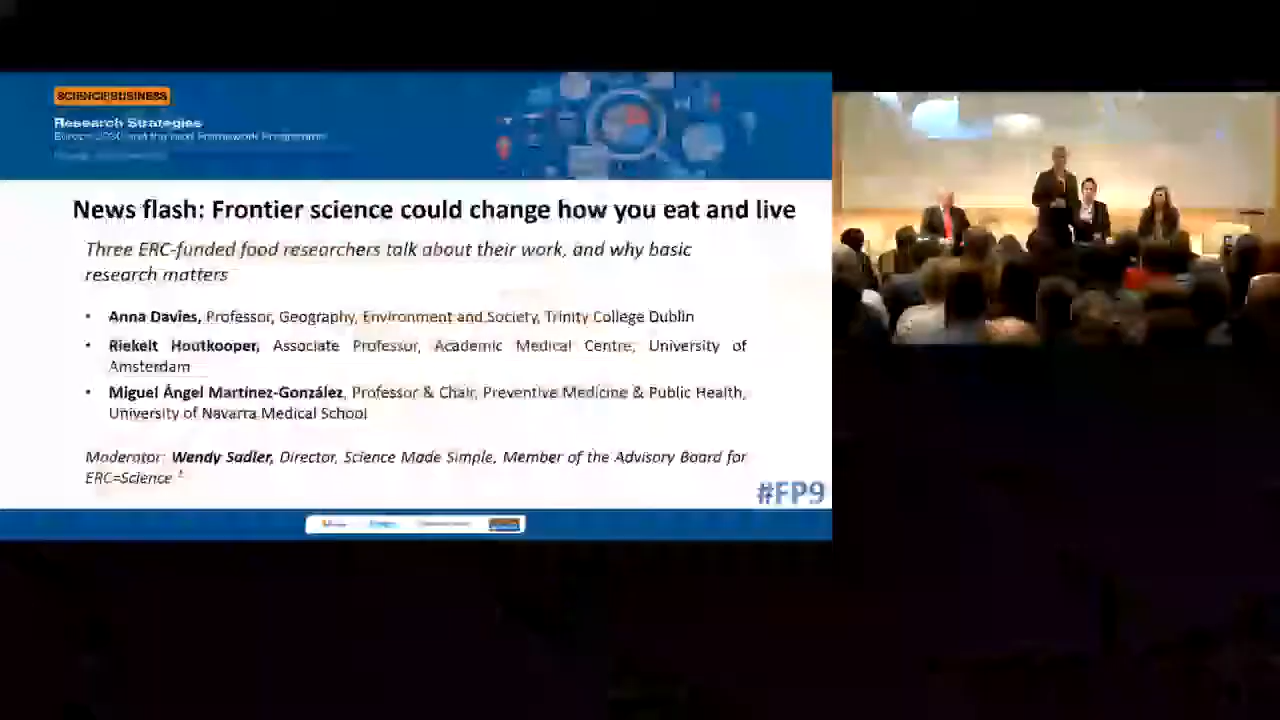 SCIENCE|BUSINESS
Research Strategies
Framework Programme
News flash: Frontier science could change how you eat and live
Three ERC-funded food researchers talk about their work, and why basic
research matters
• Anna Davies, Professor, Geography, Environment and Society, Trinity College Dublin
• Riekelt Houtkooper, Associate Professor, Academic Medical Centre, University of
Amsterdam
• Miguel Ángel Martínez-González, Professor & Chair, Preventive Medicine & Public Health,
University of Navarra Medical School
Moderator: Wendy Sadler, Director, Science Made Simple, Member of the Advisory Board for
ERC=Science ²
#FP9